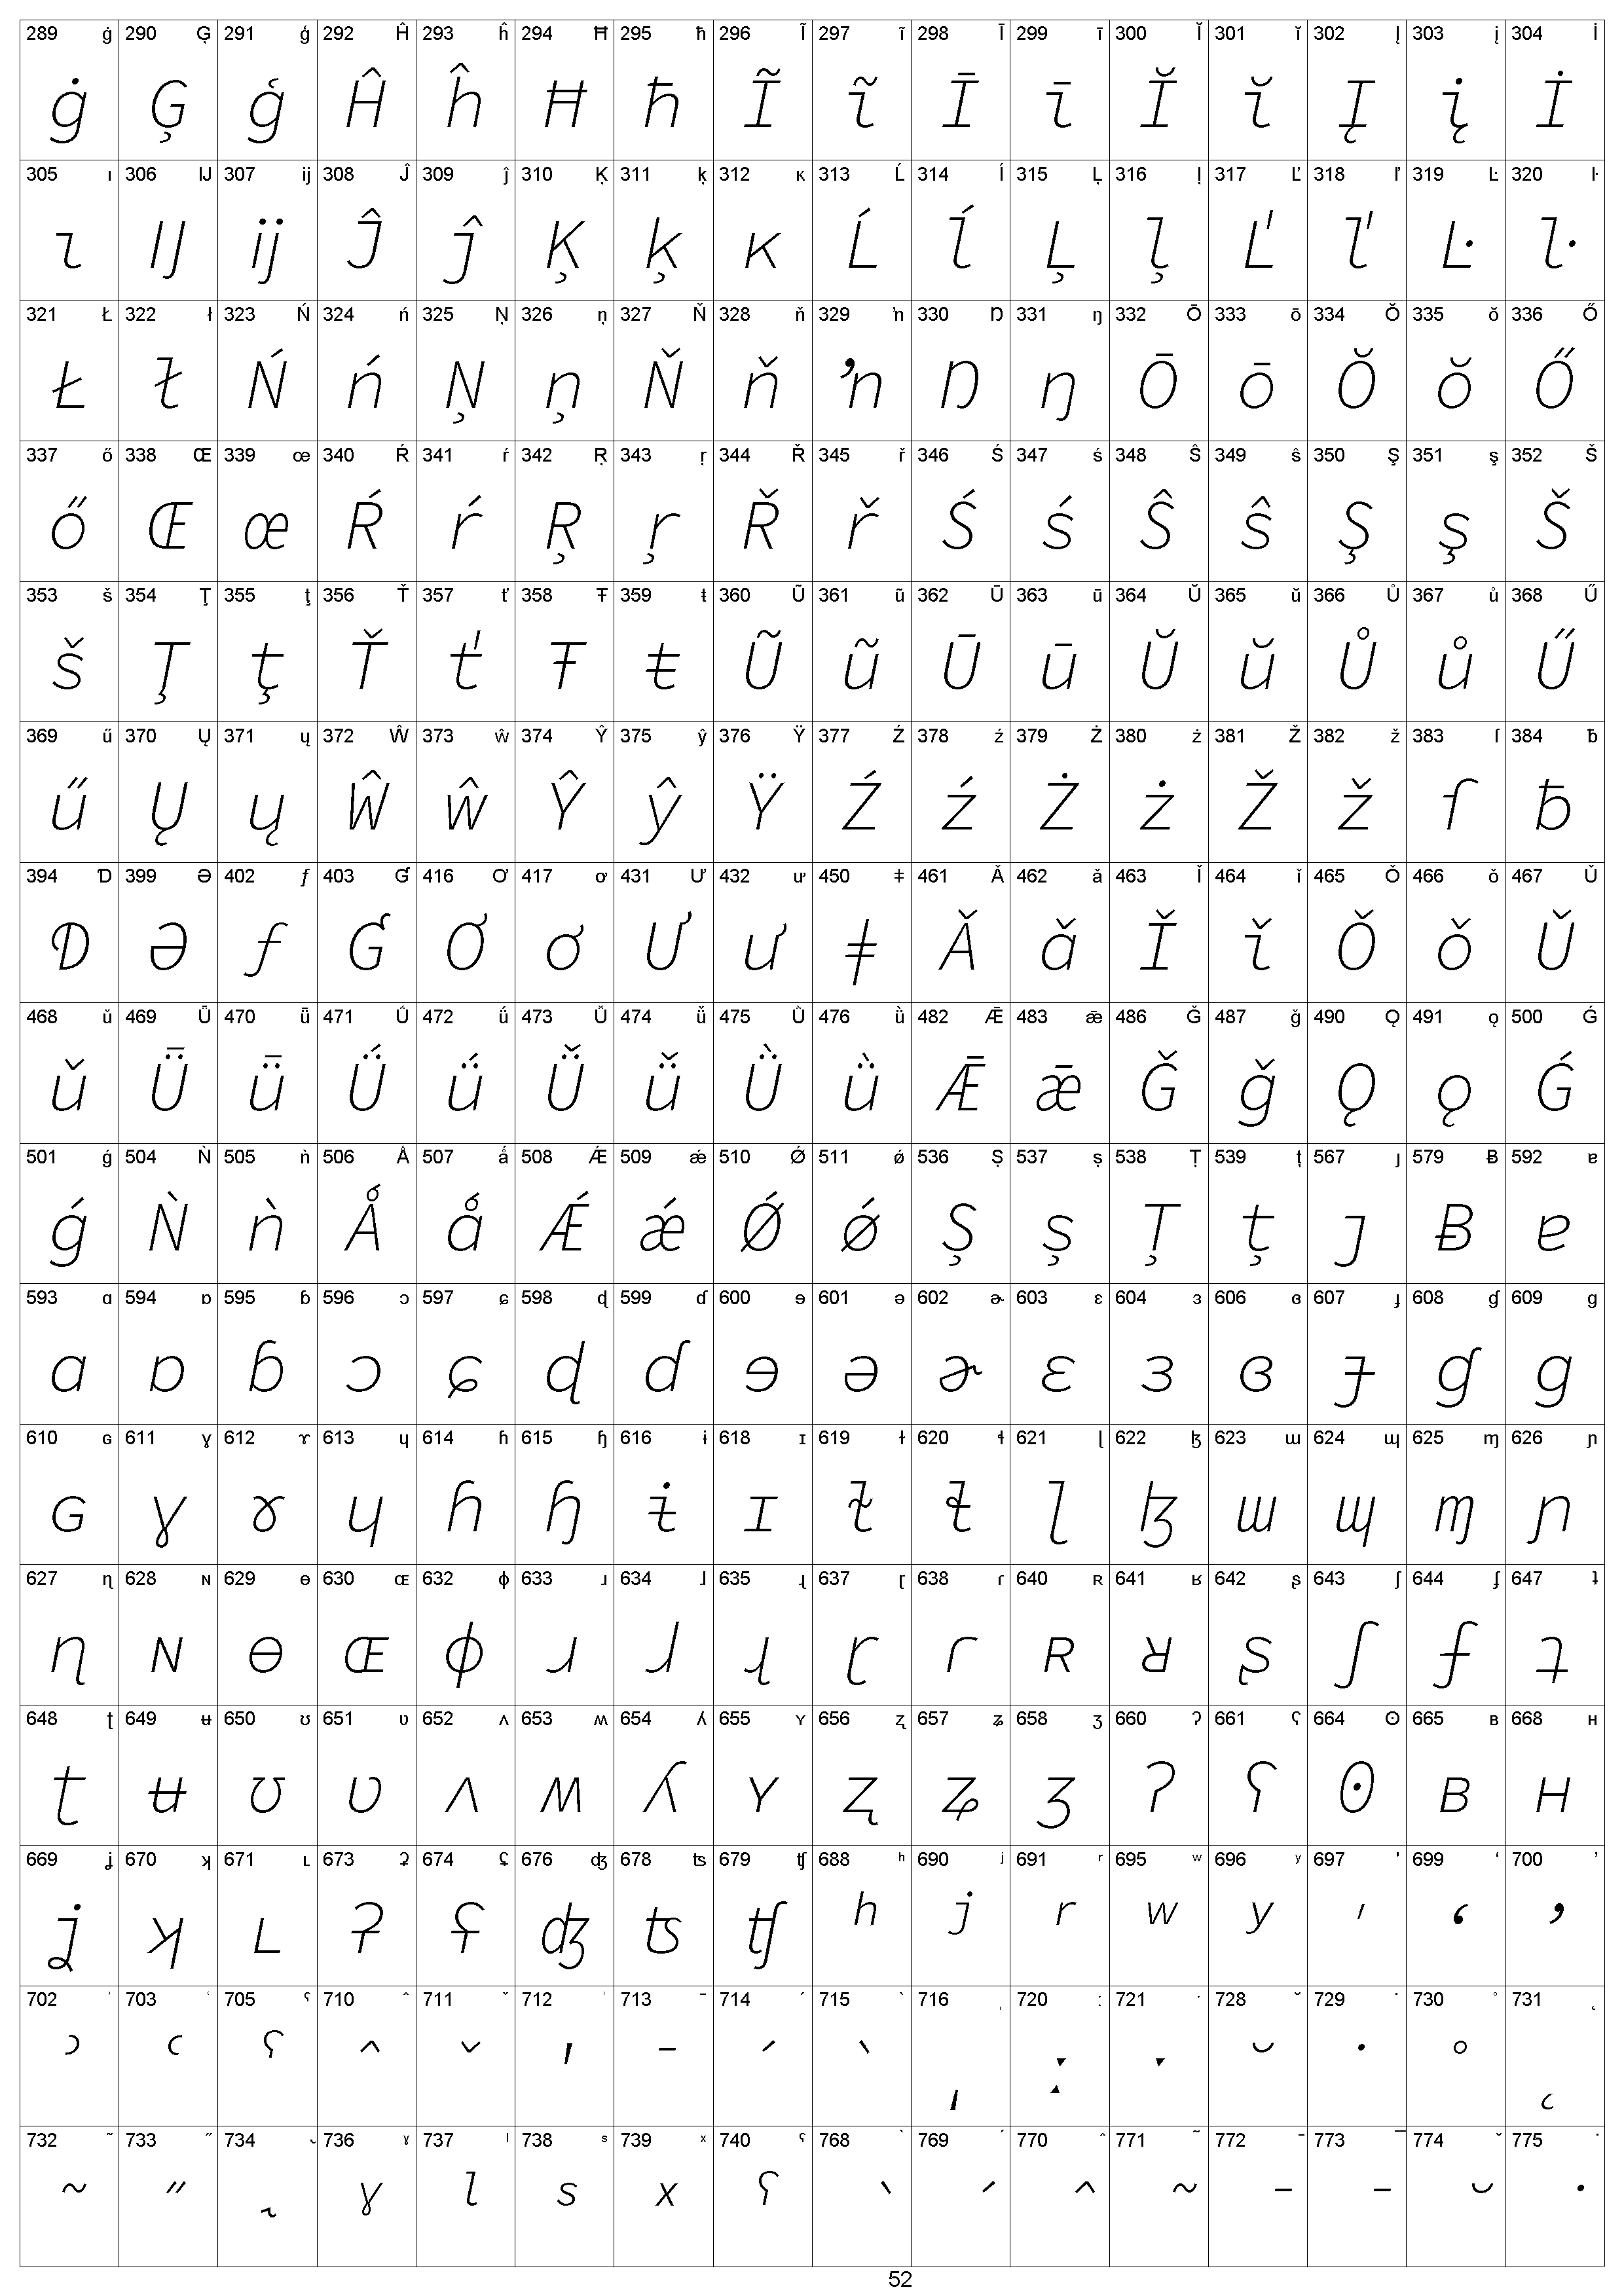 289 ġ 290 Ģ 291 ģ 292 Ĥ 293 ĥ 294 Ħ 295 ħ 296 Ĩ 297 ĩ 298 Ī 299 ī 300 Ĭ 301 ĭ 302 Į 303 į 304 İ
ġ Ģ ģ Ĥ ĥ Ħ ħ Ĩ ĩ Ī ī Ĭ ĭ Į į İ
305 ı 306 IJ 307 ij 308 Ĵ 309 ĵ 310 Ķ 311 ķ 312 ĸ 313 Ĺ 314 ĺ 315 Ļ 316 ļ 317 Ľ 318 ľ 319 Ŀ 320 ŀ
ı IJ ij Ĵ ĵ Ķ ķ ĸ Ĺ ĺ Ļ ļ Ľ ľ Ŀ ŀ
321 Ł 322 ł 323 Ń 324 ń 325 Ņ 326 ņ 327 Ň 328 ň 329 ŉ 330 Ŋ 331 ŋ 332 Ō 333 ō 334 Ŏ 335 ŏ 336 Ő
Ł ł Ń ń Ņ ņ Ň ň ŉ Ŋ ŋ Ō ō Ŏ ŏ Ő
337 ő 338 Œ 339 œ 340 Ŕ 341 ŕ 342 Ŗ 343 ŗ 344 Ř 345 ř 346 Ś 347 ś 348 Ŝ 349 ŝ 350 Ş 351 ş 352 Š
ő Œ œ Ŕ ŕ Ŗ ŗ Ř ř Ś ś Ŝ ŝ Ş ş Š
353 š 354 Ţ 355 ţ 356 Ť 357 ť 358 Ŧ 359 ŧ 360 Ũ 361 ũ 362 Ū 363 ū 364 Ŭ 365 ŭ 366 Ů 367 ů 368 Ű
š Ţ ţ Ť ť Ŧ ŧ Ũ ũ Ū ū Ŭ ŭ Ů ů Ű
369 ű 370 Ų 371 ų 372 Ŵ 373 ŵ 374 Ŷ 375 ŷ 376 Ÿ 377 Ź 378 ź 379 Ż 380 ż 381 Ž 382 ž 383 ſ 384 ƀ
ű Ų ų Ŵ ŵ Ŷ ŷ Ÿ Ź ź Ż ż Ž ž ſ ƀ
394 Ɗ 399 Ə 402 ƒ 403 Ɠ 416 Ơ 417 ơ 431 Ư 432 ư 450 ǂ 461 Ǎ 462 ǎ 463 Ǐ 464 ǐ 465 Ǒ 466 ǒ 467 Ǔ
Ɗ Ə ƒ Ɠ Ơ ơ Ư ư ǂ Ǎ ǎ Ǐ ǐ Ǒ ǒ Ǔ
468 ǔ 469 Ǖ 470 ǖ 471 Ǘ 472 ǘ 473 Ǚ 474 ǚ 475 Ǜ 476 ǜ 482 Ǣ 483 ǣ 486 Ǧ 487 ǧ 490 Ǫ 491 ǫ 500 Ǵ
ǔ Ǖ ǖ Ǘ ǘ Ǚ ǚ Ǜ ǜ Ǣ ǣ Ǧ ǧ Ǫ ǫ Ǵ
501 ǵ 504 Ǹ 505 ǹ 506 Ǻ 507 ǻ 508 Ǽ 509 ǽ 510 Ǿ 511 ǿ 536 Ș 537 ș 538 Ț 539 ț 567 ȷ 579 Ƀ 592 ɐ
ǵ Ǹ ǹ Ǻ ǻ Ǽ ǽ Ǿ ǿ Ș ș Ț ț ȷ Ƀ ɐ
593 ɑ 594 ɒ 595 ɓ 596 ɔ 597 ɕ 598 ɖ 599 ɗ 600 ɘ 601 ə 602 ɚ 603 ɛ 604 ɜ 606 ɞ 607 ɟ 608 ɠ 609 ɡ
ɑ ɒ ɓ ɔ ɕ ɖ ɗ ɘ ə ɚ ɛ ɜ ɞ ɟ ɠ ɡ
610 ɢ 611 ɣ 612 ɤ 613 ɥ 614 ɦ 615 ɧ 616 ɨ 618 ɪ 619 ɫ 620 ɬ 621 ɭ 622 ɮ 623 ɯ 624 ɰ 625 ɱ 626 ɲ
ɢ ɣ ɤ ɥ ɦ ɧ ɨ ɪ ɫ ɬ ɭ ɮ ɯ ɰ ɱ ɲ
627 ɳ 628 ɴ 629 ɵ 630 ɶ 632 ɸ 633 ɹ 634 ɺ 635 ɻ 637 ɽ 638 ɾ 640 ʀ 641 ʁ 642 ʂ 643 ʃ 644 ʄ 647 ʇ
ɳ ɴ ɵ ɶ ɸ ɹ ɺ ɻ ɽ ɾ ʀ ʁ ʂ ʃ ʄ ʇ
648 ʈ 649 ʉ 650 ʊ 651 ʋ 652 ʌ 653 ʍ 654 ʎ 655 ʏ 656 ʐ 657 ʑ 658 ʒ 660 ʔ 661 ʕ 664 ʘ 665 ʙ 668 ʜ
ʈ ʉ ʊ ʋ ʌ ʍ ʎ ʏ ʐ ʑ ʒ ʔ ʕ ʘ ʙ ʜ
669 ʝ 670 ʞ 671 ʟ 673 ʡ 674 ʢ 676 ʤ 678 ʦ 679 ʧ 688 ʰ 690 ʲ 691 ʳ 695 ʷ 696 ʸ 697 ʹ 699 ʻ 700 ʼ
ʝ ʞ ʟ ʡ ʢ ʤ ʦ ʧ ʰ ʲ ʳ ʷ ʸ ʹ ʻ ʼ
702 ʾ 703 ʿ 705 ˁ 710 ˆ 711 ˇ 712 ˈ 713 ˉ 714 ˊ 715 ˋ 716 ˌ 720 ː 721 ˑ 728 ˘ 729 ˙ 730 ˚ 731 ˛
ʾ ʿ ˁ ˆ ˇ ˈ ˉ ˊ ˋ ˌ ː ˑ ˘ ˙ ˚ ˛
732 ˜ 733 ˝ 734 ˞ 736 ˠ 737 ˡ 738 ˢ 739 ˣ 740 ˤ 768 ̀ 769 ́ 770 ̂ 771 ̃ 772 ̄ 773 ̅ 774 ̆ 775 ̇
˜ ˝ ˞ ˠ ˡ ˢ ˣ ˤ ̀ ́ ̂ ̃ ̄ ̅ ̆ ̇
52